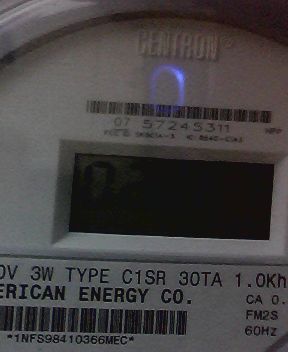 CENTRON®
07 57245311
0V 3W TYPE C1SR 30TA 1.0Kh
ERICAN ENERGY CO.
CA 0.
FM2S
60Hz
*1NFS98410366MEC*